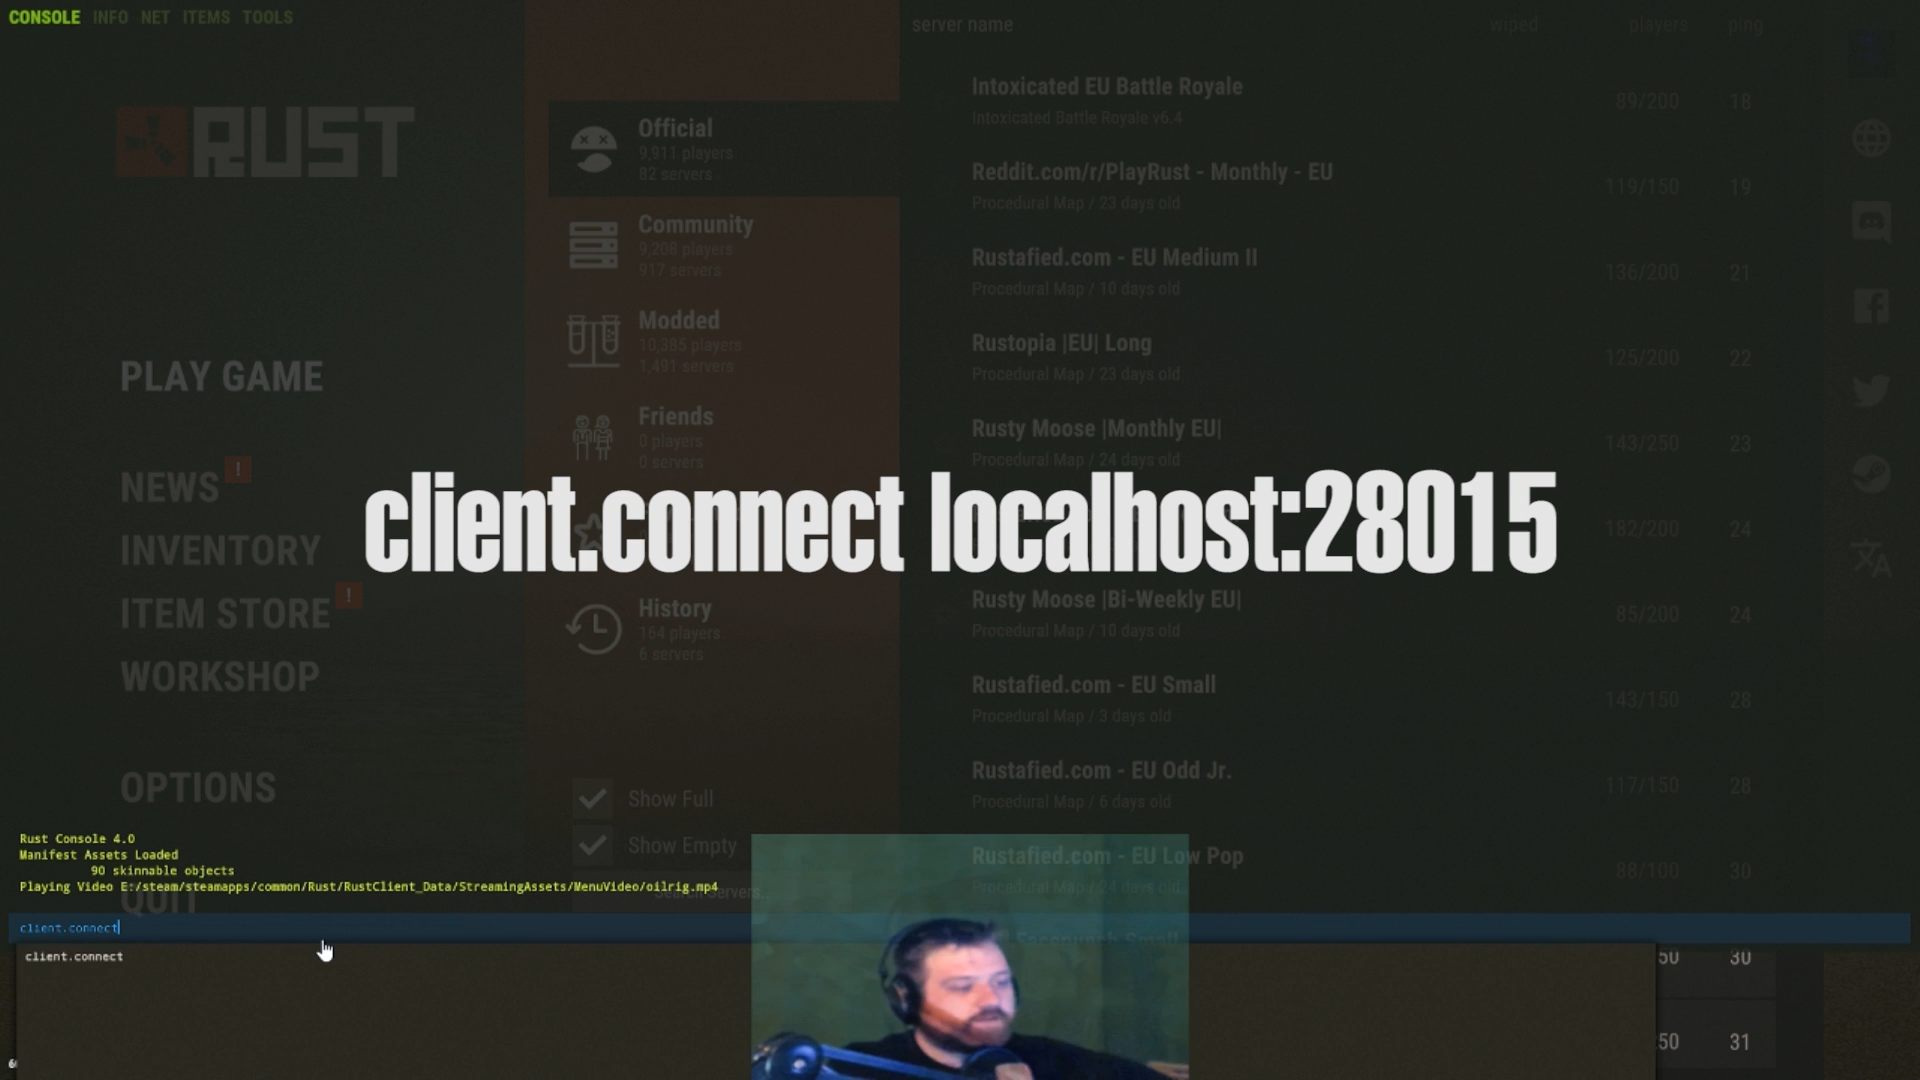 CONSOLE INFO NET ITEMS TOOLS
RUST
PLAY GAME
NEWS !
INVENTORY
ITEM STORE !
WORKSHOP
OPTIONS
QUIT
Official
9,911 players
82 servers
Community
9,208 players
917 servers
Modded
10,385 players
1,491 servers
Friends
0 players
0 servers
History
164 players
6 servers
Show Full
Show Empty
server name wiped players ping
Intoxicated EU Battle Royale 89/200 18
Intoxicated Battle Royale v6.4
Reddit.com/r/PlayRust - Monthly - EU 119/150 19
Procedural Map / 23 days old
Rustafied.com - EU Medium II 136/200 21
Procedural Map / 10 days old
Rustopia |EU| Long 125/200 22
Procedural Map / 23 days old
Rusty Moose |Monthly EU| 143/250 23
Procedural Map / 24 days old
client.connect localhost:28015
182/200 24
Rusty Moose |Bi-Weekly EU| 85/200 24
Procedural Map / 10 days old
Rustafied.com - EU Small 143/150 28
Procedural Map / 3 days old
Rustafied.com - EU Odd Jr. 117/150 28
Procedural Map / 6 days old
Rustafied.com - EU Low Pop 88/100 30
Procedural Map / 24 days old
Small
50 30
50 31
Rust Console 4.0
Manifest Assets Loaded
90 skinnable objects
Playing Video E:/steam/steamapps/common/Rust/RustClient_Data/StreamingAssets/MenuVideo/oilrig.mp4
client.connect
client.connect